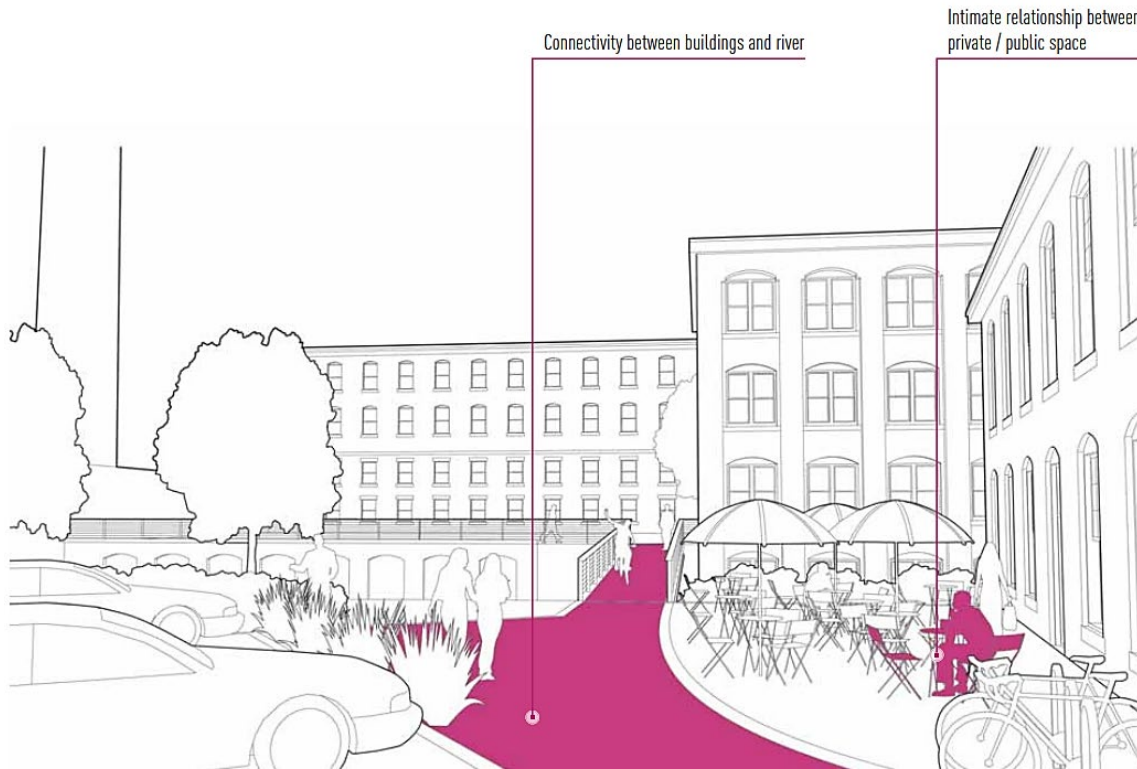 Connectivity between buildings and river
Intimate relationship between
private / public space